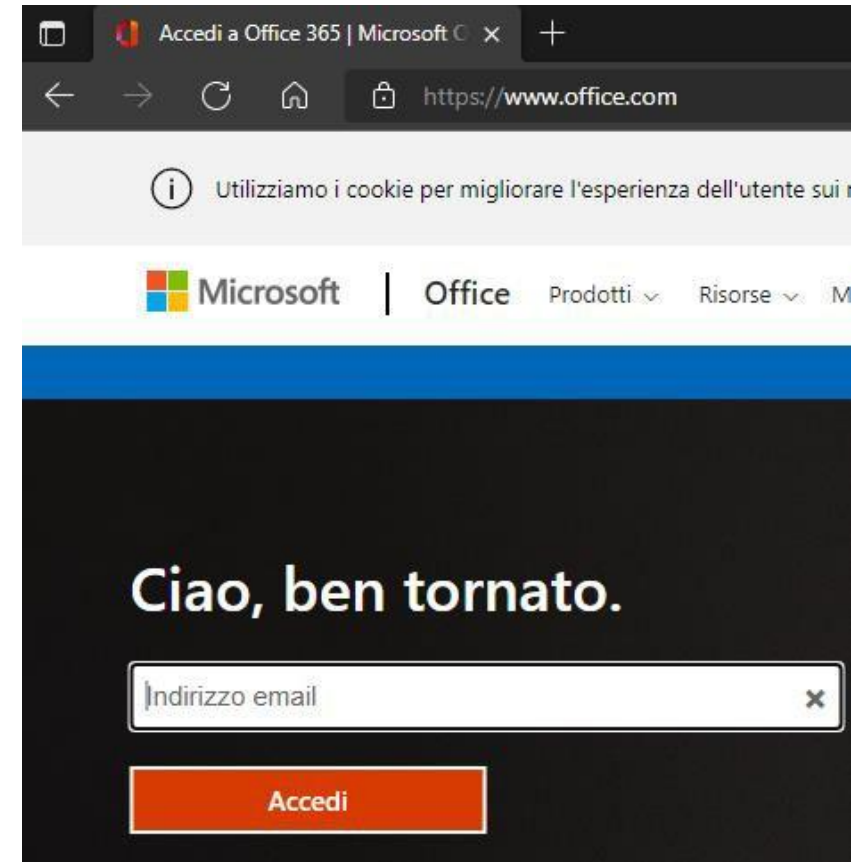 Accedi a Office 365 | Microsoft
https://www.office.com
Utilizziamo i cookie per migliorare l'esperienza dell'utente sui
Microsoft | Office Prodotti Risorse M
Ciao, ben tornato.
Indirizzo email
Accedi